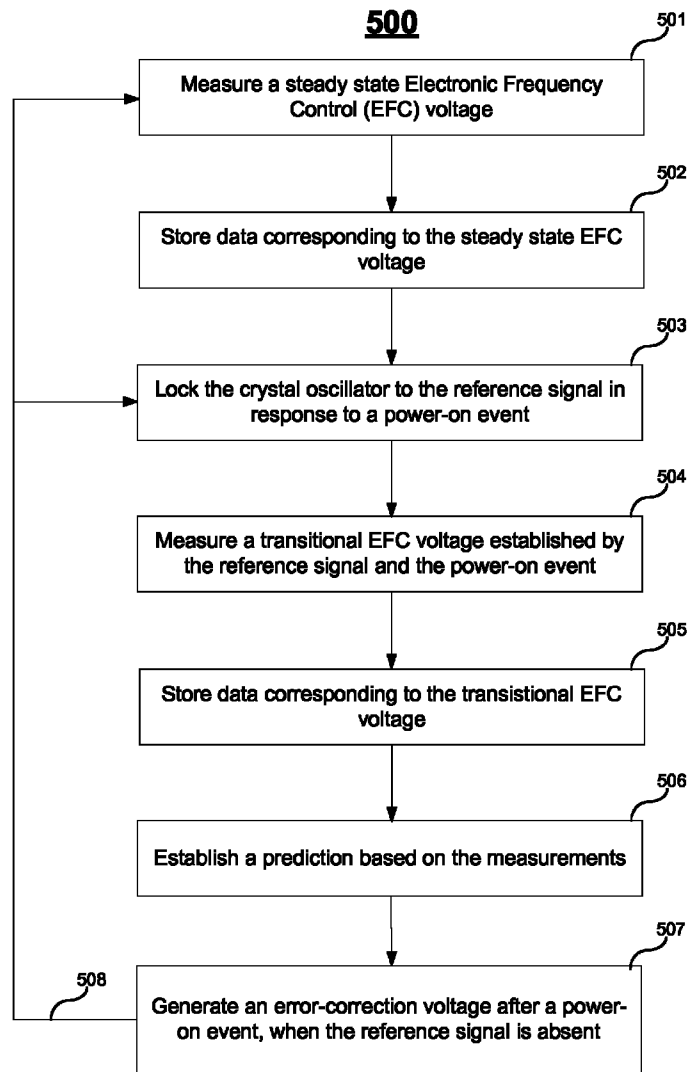 500
501
Measure a steady state Electronic Frequency
Control (EFC) voltage
502
Store data corresponding to the steady state EFC
voltage
503
Lock the crystal oscillator to the reference signal in
response to a power-on event
504
Measure a transitional EFC voltage established by
the reference signal and the power-on event
505
Store data corresponding to the transistional EFC
voltage
506
Establish a prediction based on the measurements
507
508
Generate an error-correction voltage after a power-
on event, when the reference signal is absent